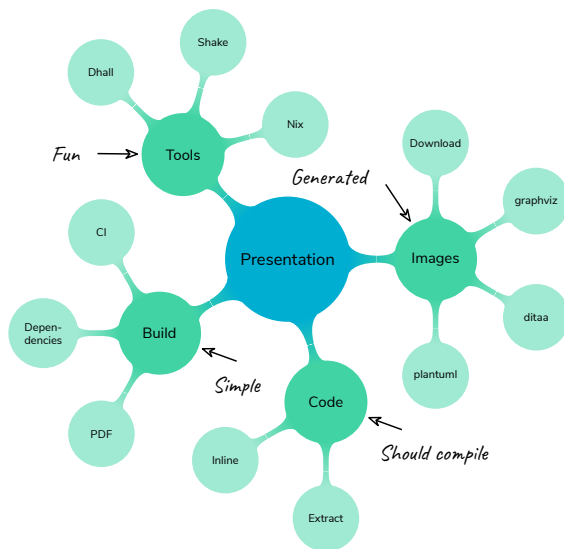 Shake
Dhall
Nix
Tools
Fun
Download
Generated
graphviz
CI
Presentation
Images
ditaa
Depen-
dencies
Build
plantuml
Simple
Code
PDF
Should compile
Inline
Extract